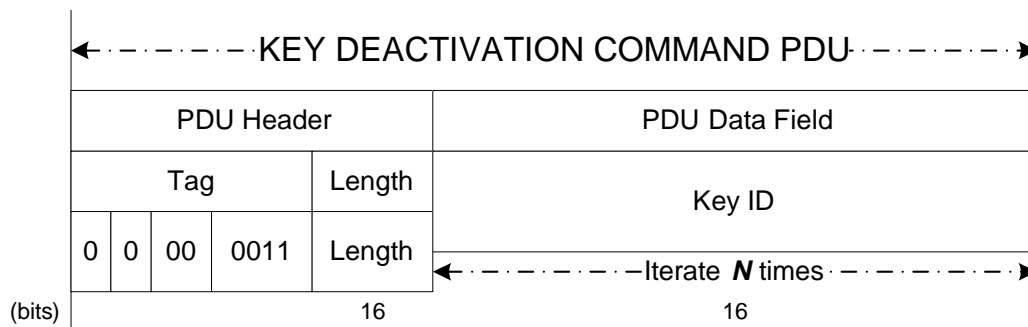 KEY DEACTIVATION COMMAND PDU
PDU Header PDU Data Field
Tag Length Key ID
0 0 00 0011 Length
Iterate N times
(bits) 16 16